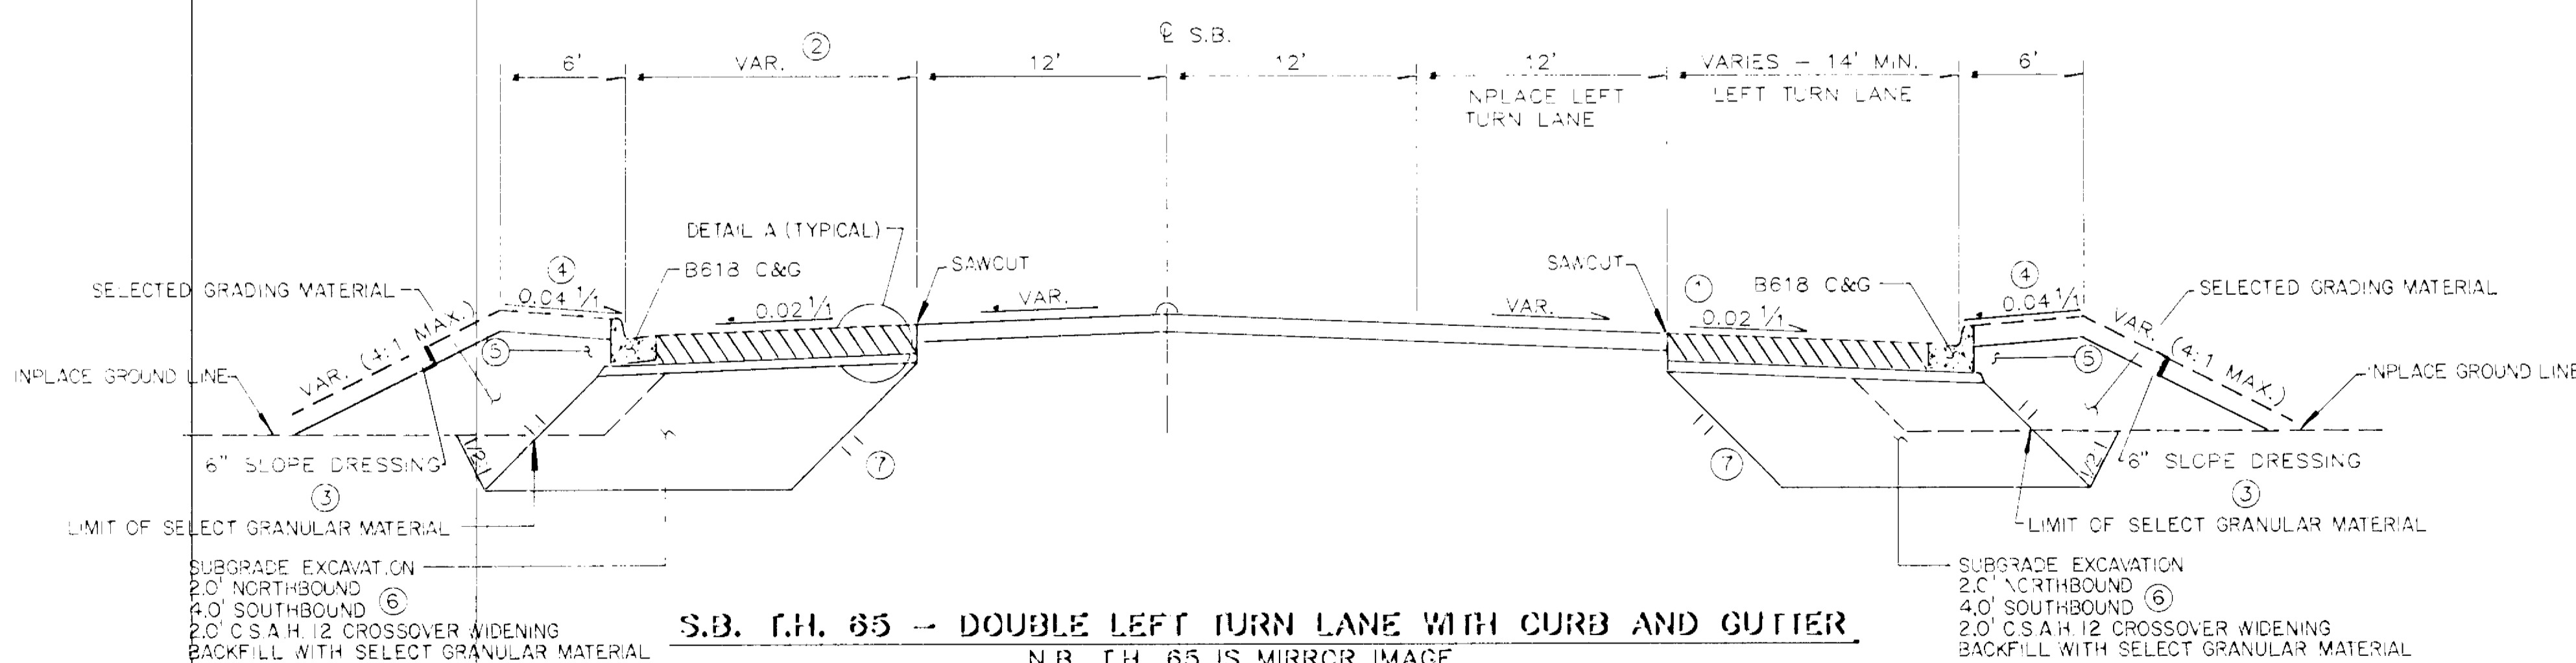 ℄ S.B.
6' VAR. ② 12' 12' 12' VARIES - 14' MIN. 6'
INPLACE LEFT
TURN LANE
LEFT TURN LANE
DETAIL A (TYPICAL)
B618 C&G
SAWCUT
SELECTED GRADING MATERIAL
④
0.04 1/1
0.02 1/1
VAR.
VAR. (4:1 MAX.)
⑤
INPLACE GROUND LINE
1:1
1/2:1
1:1
⑦
6" SLOPE DRESSING
③
LIMIT OF SELECT GRANULAR MATERIAL
SUBGRADE EXCAVATION
2.0' NORTHBOUND
4.0' SOUTHBOUND ⑥
2.0' C.S.A.H. 12 CROSSOVER WIDENING
BACKFILL WITH SELECT GRANULAR MATERIAL
SAWCUT
VAR.
①
0.02 1/1
B618 C&G
④
0.04 1/1
SELECTED GRADING MATERIAL
VAR. (4:1 MAX.)
⑤
INPLACE GROUND LINE
1:1
⑦
1:1
1/2:1
6" SLOPE DRESSING
③
LIMIT OF SELECT GRANULAR MATERIAL
SUBGRADE EXCAVATION
2.0' NORTHBOUND
4.0' SOUTHBOUND ⑥
2.0' C.S.A.H. 12 CROSSOVER WIDENING
BACKFILL WITH SELECT GRANULAR MATERIAL
S.B. T.H. 65 - DOUBLE LEFT TURN LANE WITH CURB AND GUTTER
N.B. T.H. 65 IS MIRROR IMAGE